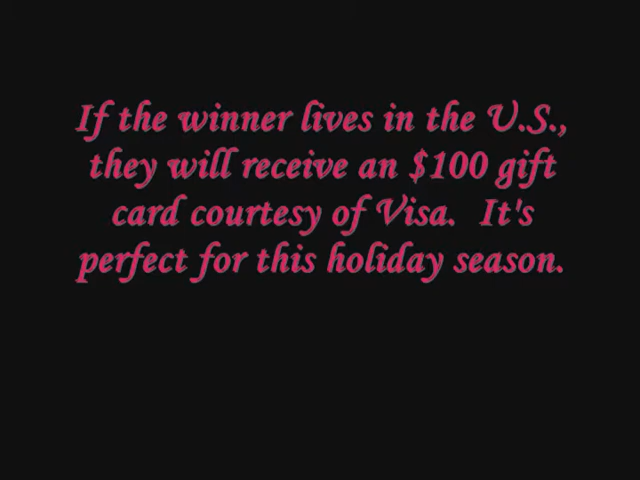 If the winner lives in the U.S.,
they will receive an $100 gift
card courtesy of Visa.  It's
perfect for this holiday season.